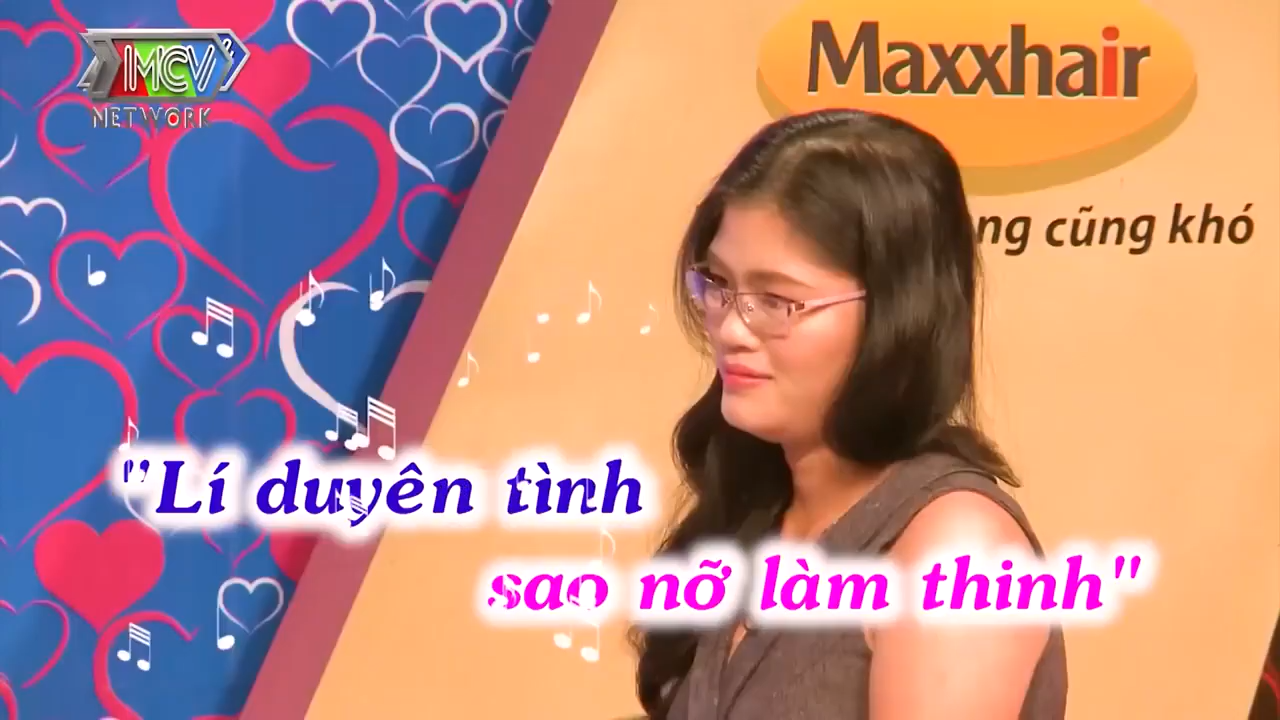 MCV
NETWORK
Maxxhair
ng cũng khó
"Lí duyên tình
sao nỡ làm thinh"